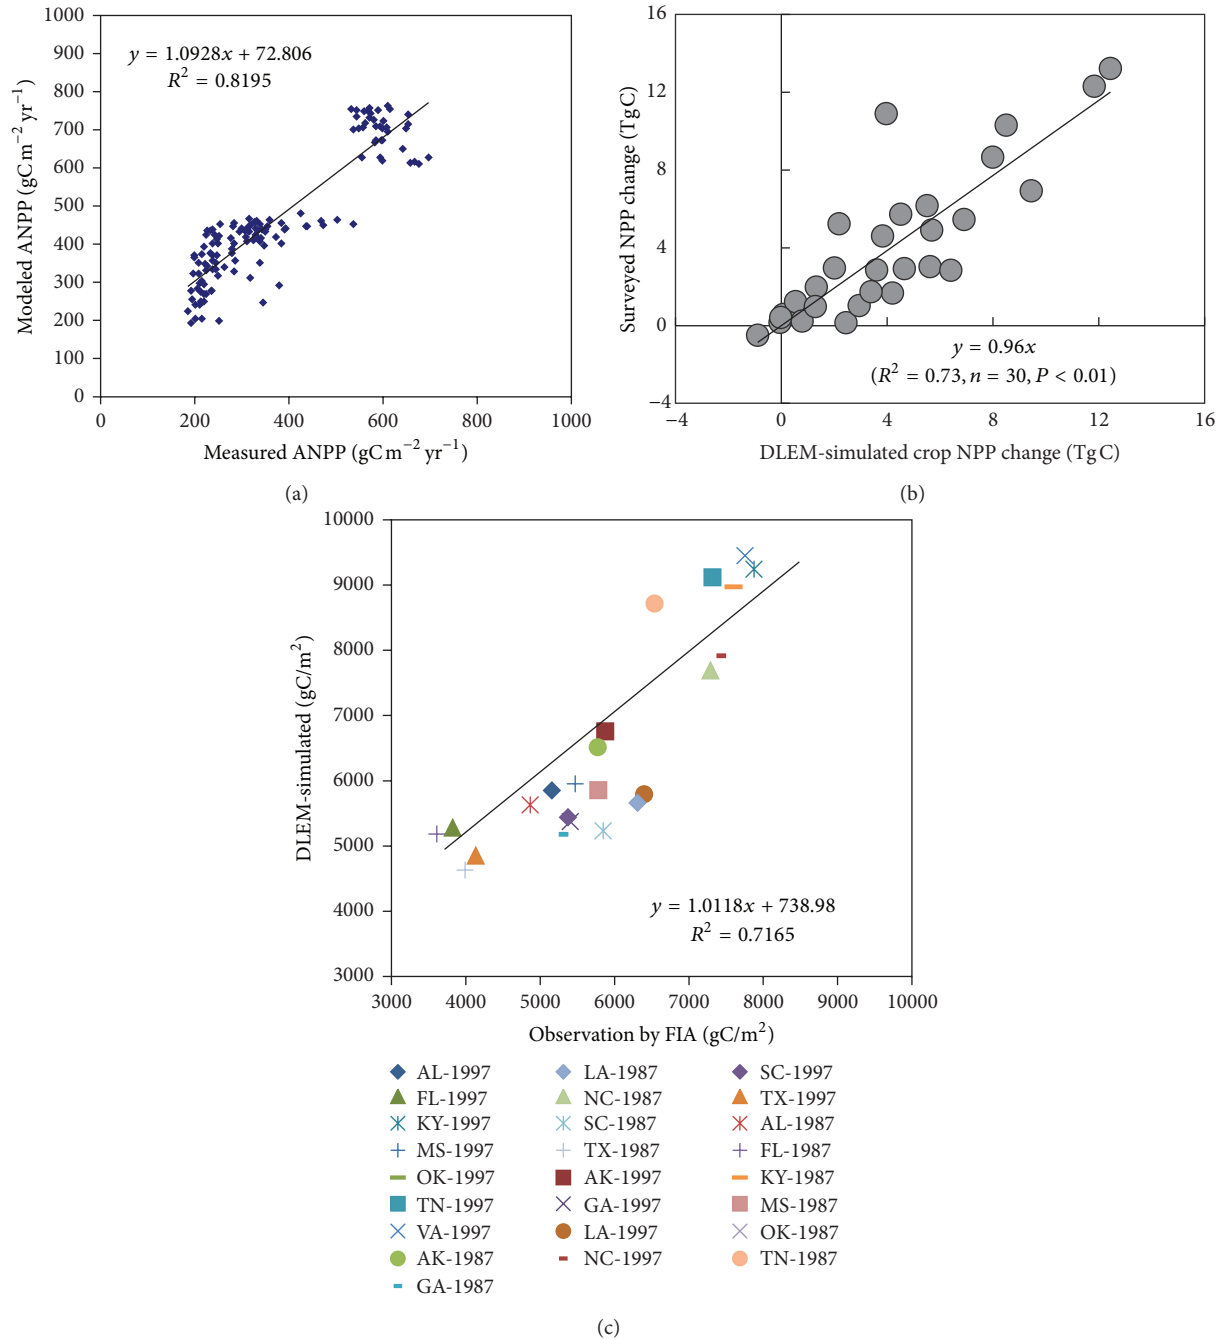 1000
900
800
700
600
500
400
300
200
100
0
0 200 400 600 800 1000
Modeled ANPP (gC m−2 yr−1)
Measured ANPP (gC m−2 yr−1)
y = 1.0928x + 72.806
R2 = 0.8195
(a)
16
12
8
4
0
−4
−4 0 4 8 12 16
Surveyed NPP change (Tg C)
DLEM-simulated crop NPP change (Tg C)
y = 0.96x
(R2 = 0.73, n = 30, P < 0.01)
(b)
10000
9000
8000
7000
6000
5000
4000
3000
3000 4000 5000 6000 7000 8000 9000 10000
DLEM-simulated (gC/m2)
Observation by FIA (gC/m2)
y = 1.0118x + 738.98
R2 = 0.7165
AL-1997 LA-1987 SC-1997
FL-1997 NC-1987 TX-1997
KY-1997 SC-1987 AL-1987
MS-1997 TX-1987 FL-1987
OK-1997 AK-1997 KY-1987
TN-1997 GA-1997 MS-1987
VA-1997 LA-1997 OK-1987
AK-1987 NC-1997 TN-1987
GA-1987
(c)